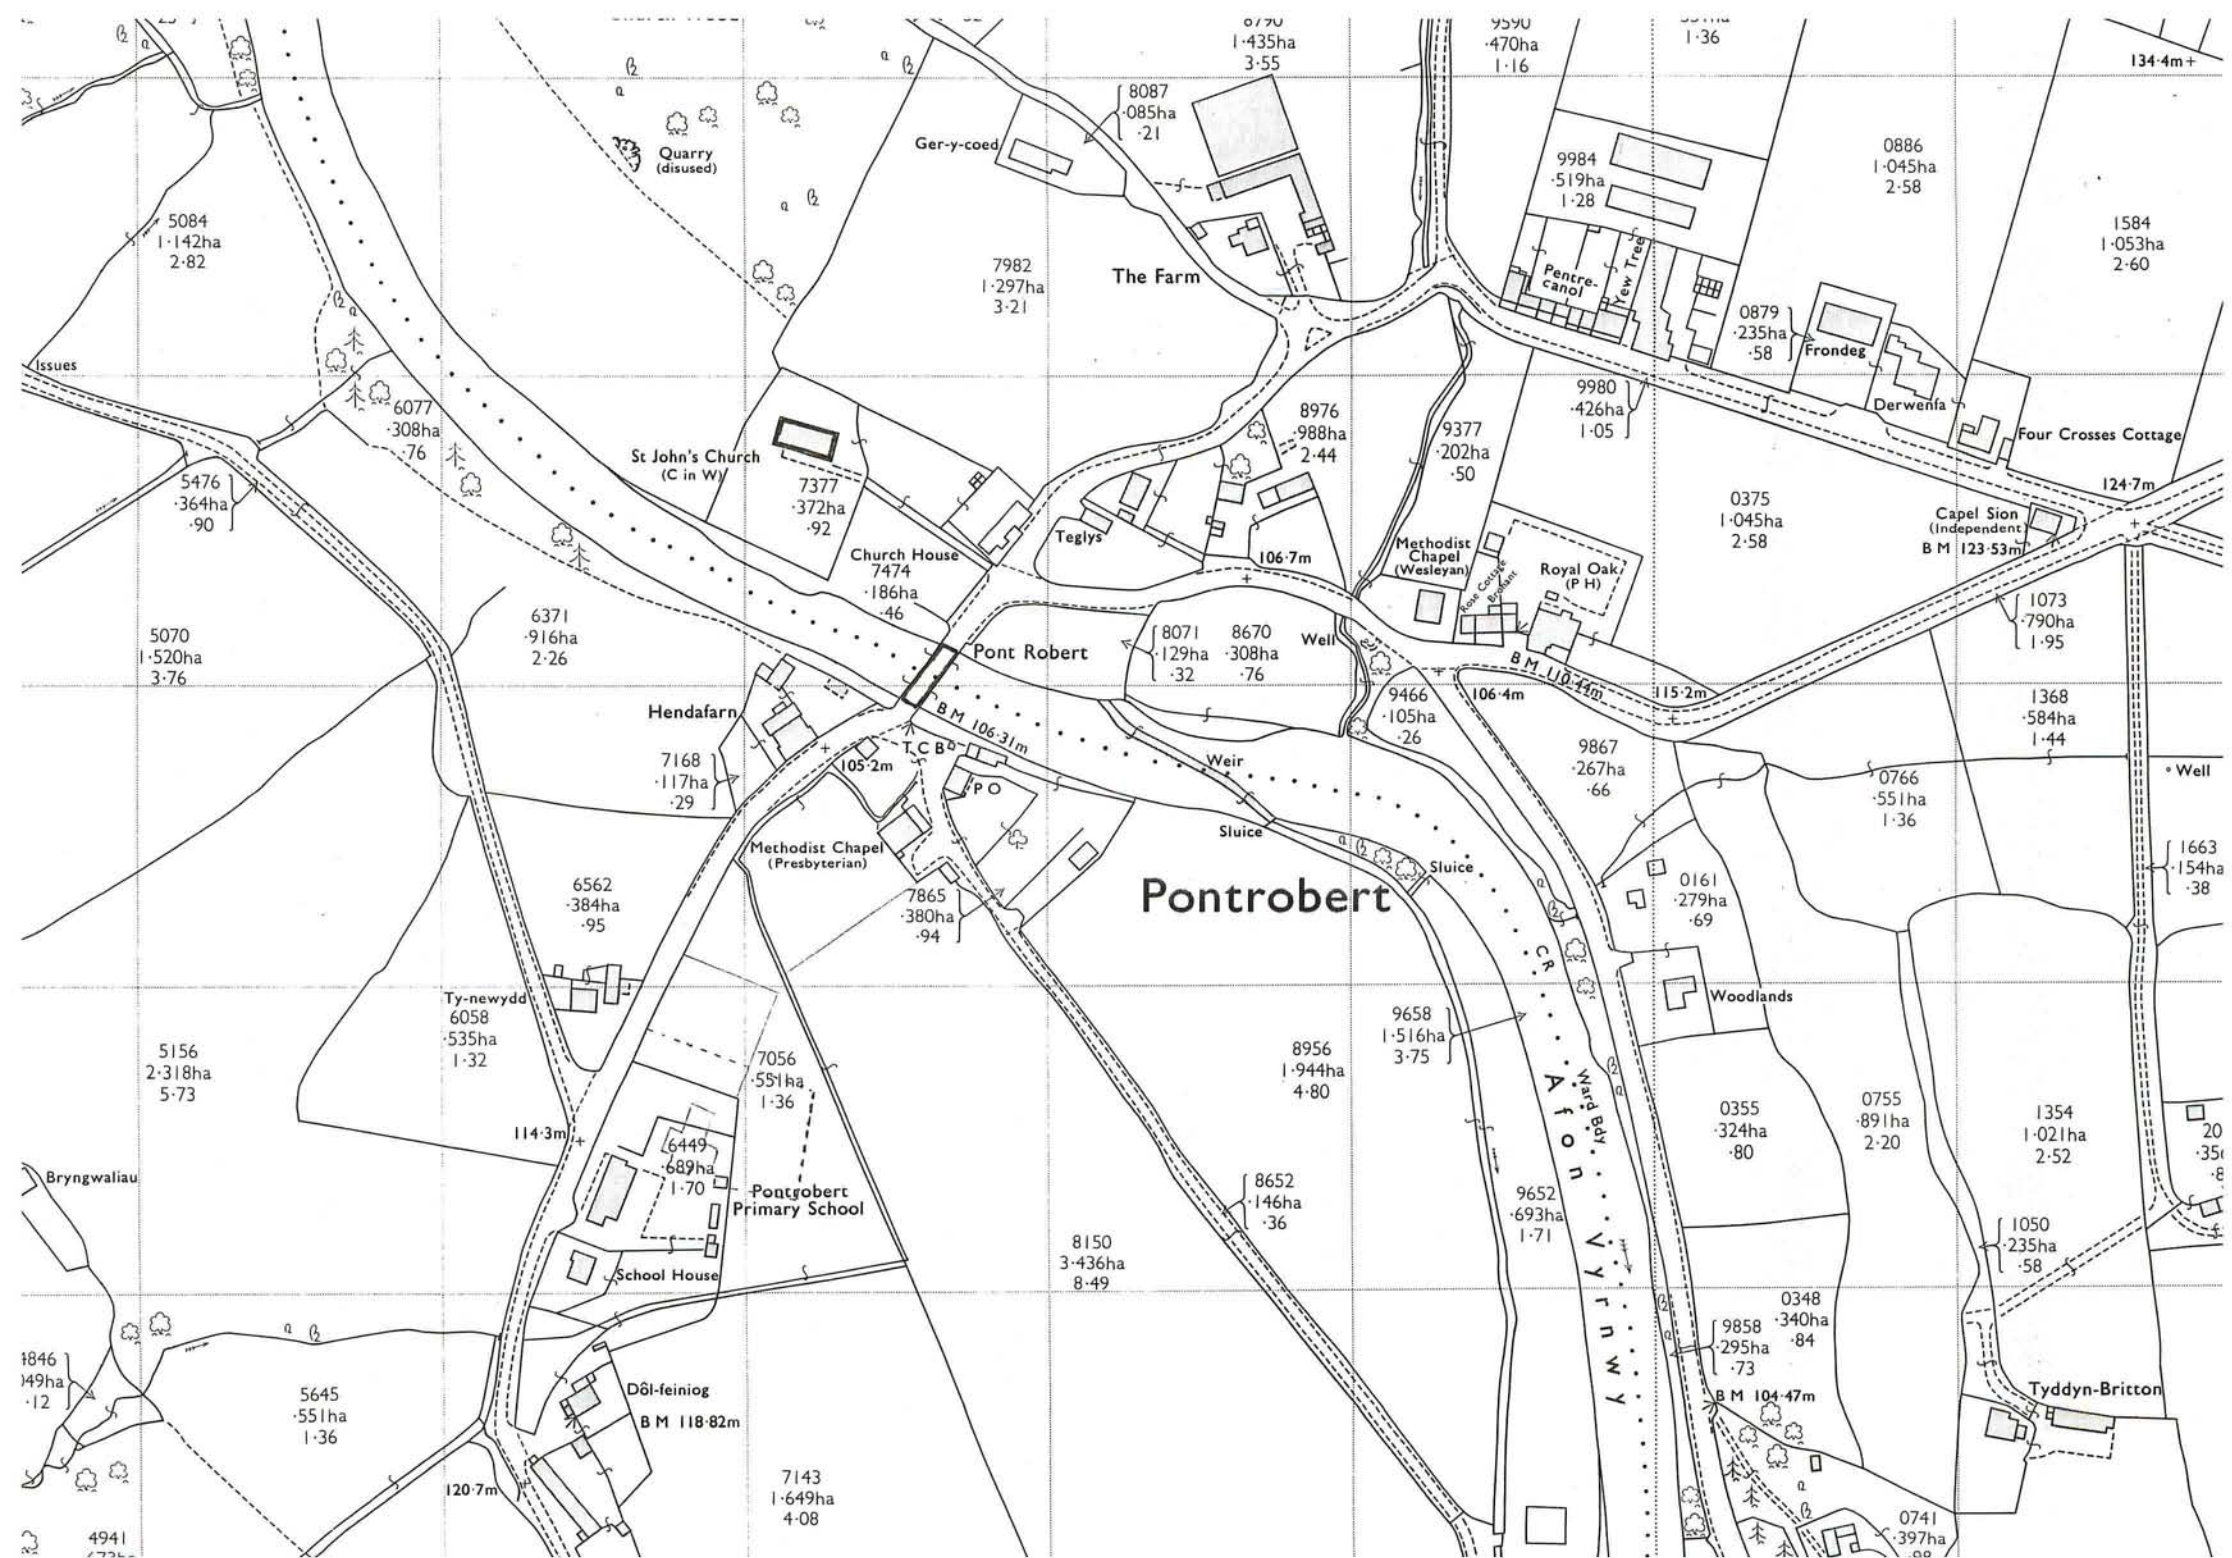 8790
1·435ha
3·55
9590
·470ha
1·16
1·36
134·4m
8087
·085ha
·21
Ger-y-coed
Quarry
(disused)
9984
·519ha
1·28
0886
1·045ha
2·58
5084
1·142ha
2·82
1584
1·053ha
2·60
7982
1·297ha
3·21
The Farm
Pentre-
canol
Yew Tree
0879
·235ha
·58
Frondeg
Issues
6077
·308ha
·76
9980
·426ha
1·05
Derwenfa
8976
·988ha
2·44
9377
·202ha
·50
Four Crosses Cottage
St John's Church
(C in W)
5476
·364ha
·90
7377
·372ha
·92
124·7m
0375
1·045ha
2·58
Capel Sion
(Independent)
B M 123·53m
Teglys
Church House
7474
·186ha
·46
106·7m
Methodist
Chapel
(Wesleyan)
Rose Cottage
Royal Oak
(P H)
5070
1·520ha
3·76
6371
·916ha
2·26
1073
·790ha
1·95
Pont Robert
8071
·129ha
·32
8670
·308ha
·76
Well
B M 110·44m
106·4m
115·2m
Hendafarn
B M 106·31m
9466
·105ha
·26
1368
·584ha
1·44
T C B
105·2m
7168
·117ha
·29
Weir
9867
·267ha
·66
0766
·551ha
1·36
Well
P O
Sluice
Methodist Chapel
(Presbyterian)
Sluice
1663
·154ha
·38
6562
·384ha
·95
7865
·380ha
·94
Pontrobert
0161
·279ha
·69
CR
Ty-newydd
6058
·535ha
1·32
Woodlands
9658
1·516ha
3·75
5156
2·318ha
5·73
7056
·551ha
1·36
8956
1·944ha
4·80
Afon Vyrnwy
Ward Bdy
0355
·324ha
·80
0755
·891ha
2·20
1354
1·021ha
2·52
114·3m
6449
·689ha
1·70
Bryngwaliau
Pontrobert
Primary School
8652
·146ha
·36
9652
·693ha
1·71
8150
3·436ha
8·49
1050
·235ha
·58
School House
0348
·340ha
·84
9858
·295ha
·73
·12
5645
·551ha
1·36
Dôl-feiniog
B M 118·82m
B M 104·47m
Tyddyn-Britton
120·7m
7143
1·649ha
4·08
4941
0741
·397ha